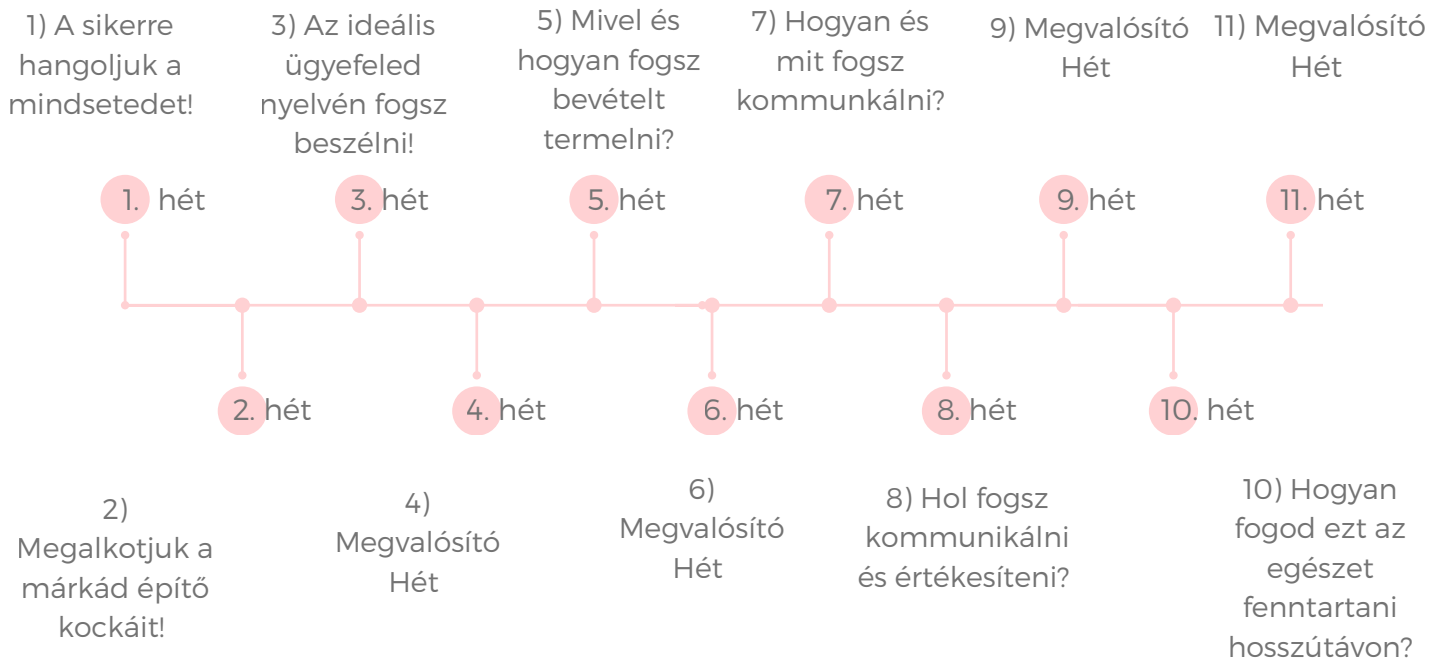 1) A sikerre
hangoljuk a
mindsetedet!
3) Az ideális
ügyefeled
nyelvén fogsz
beszélni!
5) Mivel és
hogyan fogsz
bevételt
termelni?
7) Hogyan és
mit fogsz
kommunkálni?
9) Megvalósító
Hét
11) Megvalósító
Hét
1. hét
3. hét
5. hét
7. hét
9. hét
11. hét
2. hét
4. hét
6. hét
8. hét
10. hét
2)
Megalkotjuk a
márkád építő
kockáit!
4)
Megvalósító
Hét
6)
Megvalósító
Hét
8) Hol fogsz
kommunikálni
és értékesíteni?
10) Hogyan
fogod ezt az
egészet
fenntartani
hosszútávon?